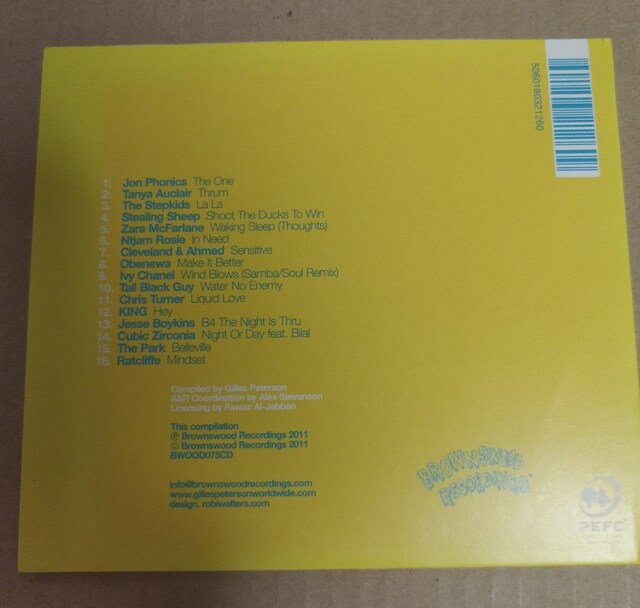 5060180321260
1. Jon Phonics The One
2. Tanya Auclair Thrum
3. The Stepkids La La
4. Stealing Sheep Shoot The Ducks To Win
5. Zara McFarlane Waking Sleep (Thoughts)
6. Ntjam Rosie In Need
7. Cleveland & Ahmed Sensitive
8. Obenewa Make It Better
9. Ivy Chanel Wind Blows (Samba/Soul Remix)
10. Tall Black Guy Water No Enemy
11. Chris Turner Liquid Love
12. KING Hey
13. Jesse Boykins B4 The Night Is Thru
14. Cubic Zirconia Night Or Day feat. Bilal
15. The Park Belleville
16. Ratcliffe Mindset
Compiled by Gilles Peterson
A&R Coordination by Alex Stevenson
Licensing by Fawaz Al-Jabban
This compilation
℗ Brownswood Recordings 2011
© Brownswood Recordings 2011
BWOOD075CD
info@brownswoodrecordings.com
www.gillespetersonworldwide.com
design. robiwalters.com
BROWNSWOOD
RECORDINGS
PEFC